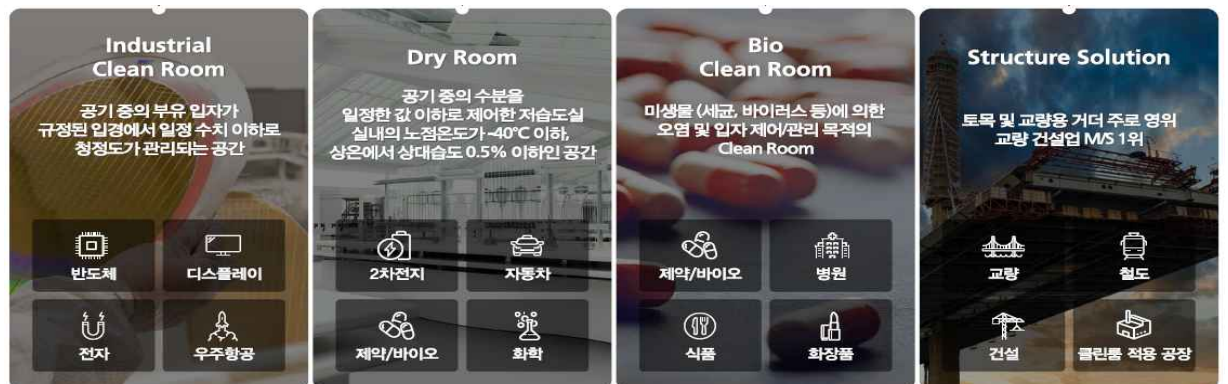 Industrial
Clean Room
공기 중의 부유 입자가
규정된 입경에서 일정 수치 이하로
청정도가 관리되는 공간
반도체
디스플레이
전자
우주항공
Dry Room
공기 중의 수분을
일정한 값 이하로 제어한 저습도실
실내의 노점온도가 -40℃ 이하,
상온에서 상대습도 0.5% 이하인 공간
2차전지
자동차
제약/바이오
화학
Bio
Clean Room
미생물 (세균, 바이러스 등)에 의한
오염 및 입자 제어/관리 목적의
Clean Room
제약/바이오
병원
식품
화장품
Structure Solution
토목 및 교량용 거더 주로 영위
교량 건설업 M/S 1위
교량
철도
건설
클린룸 적용 공장